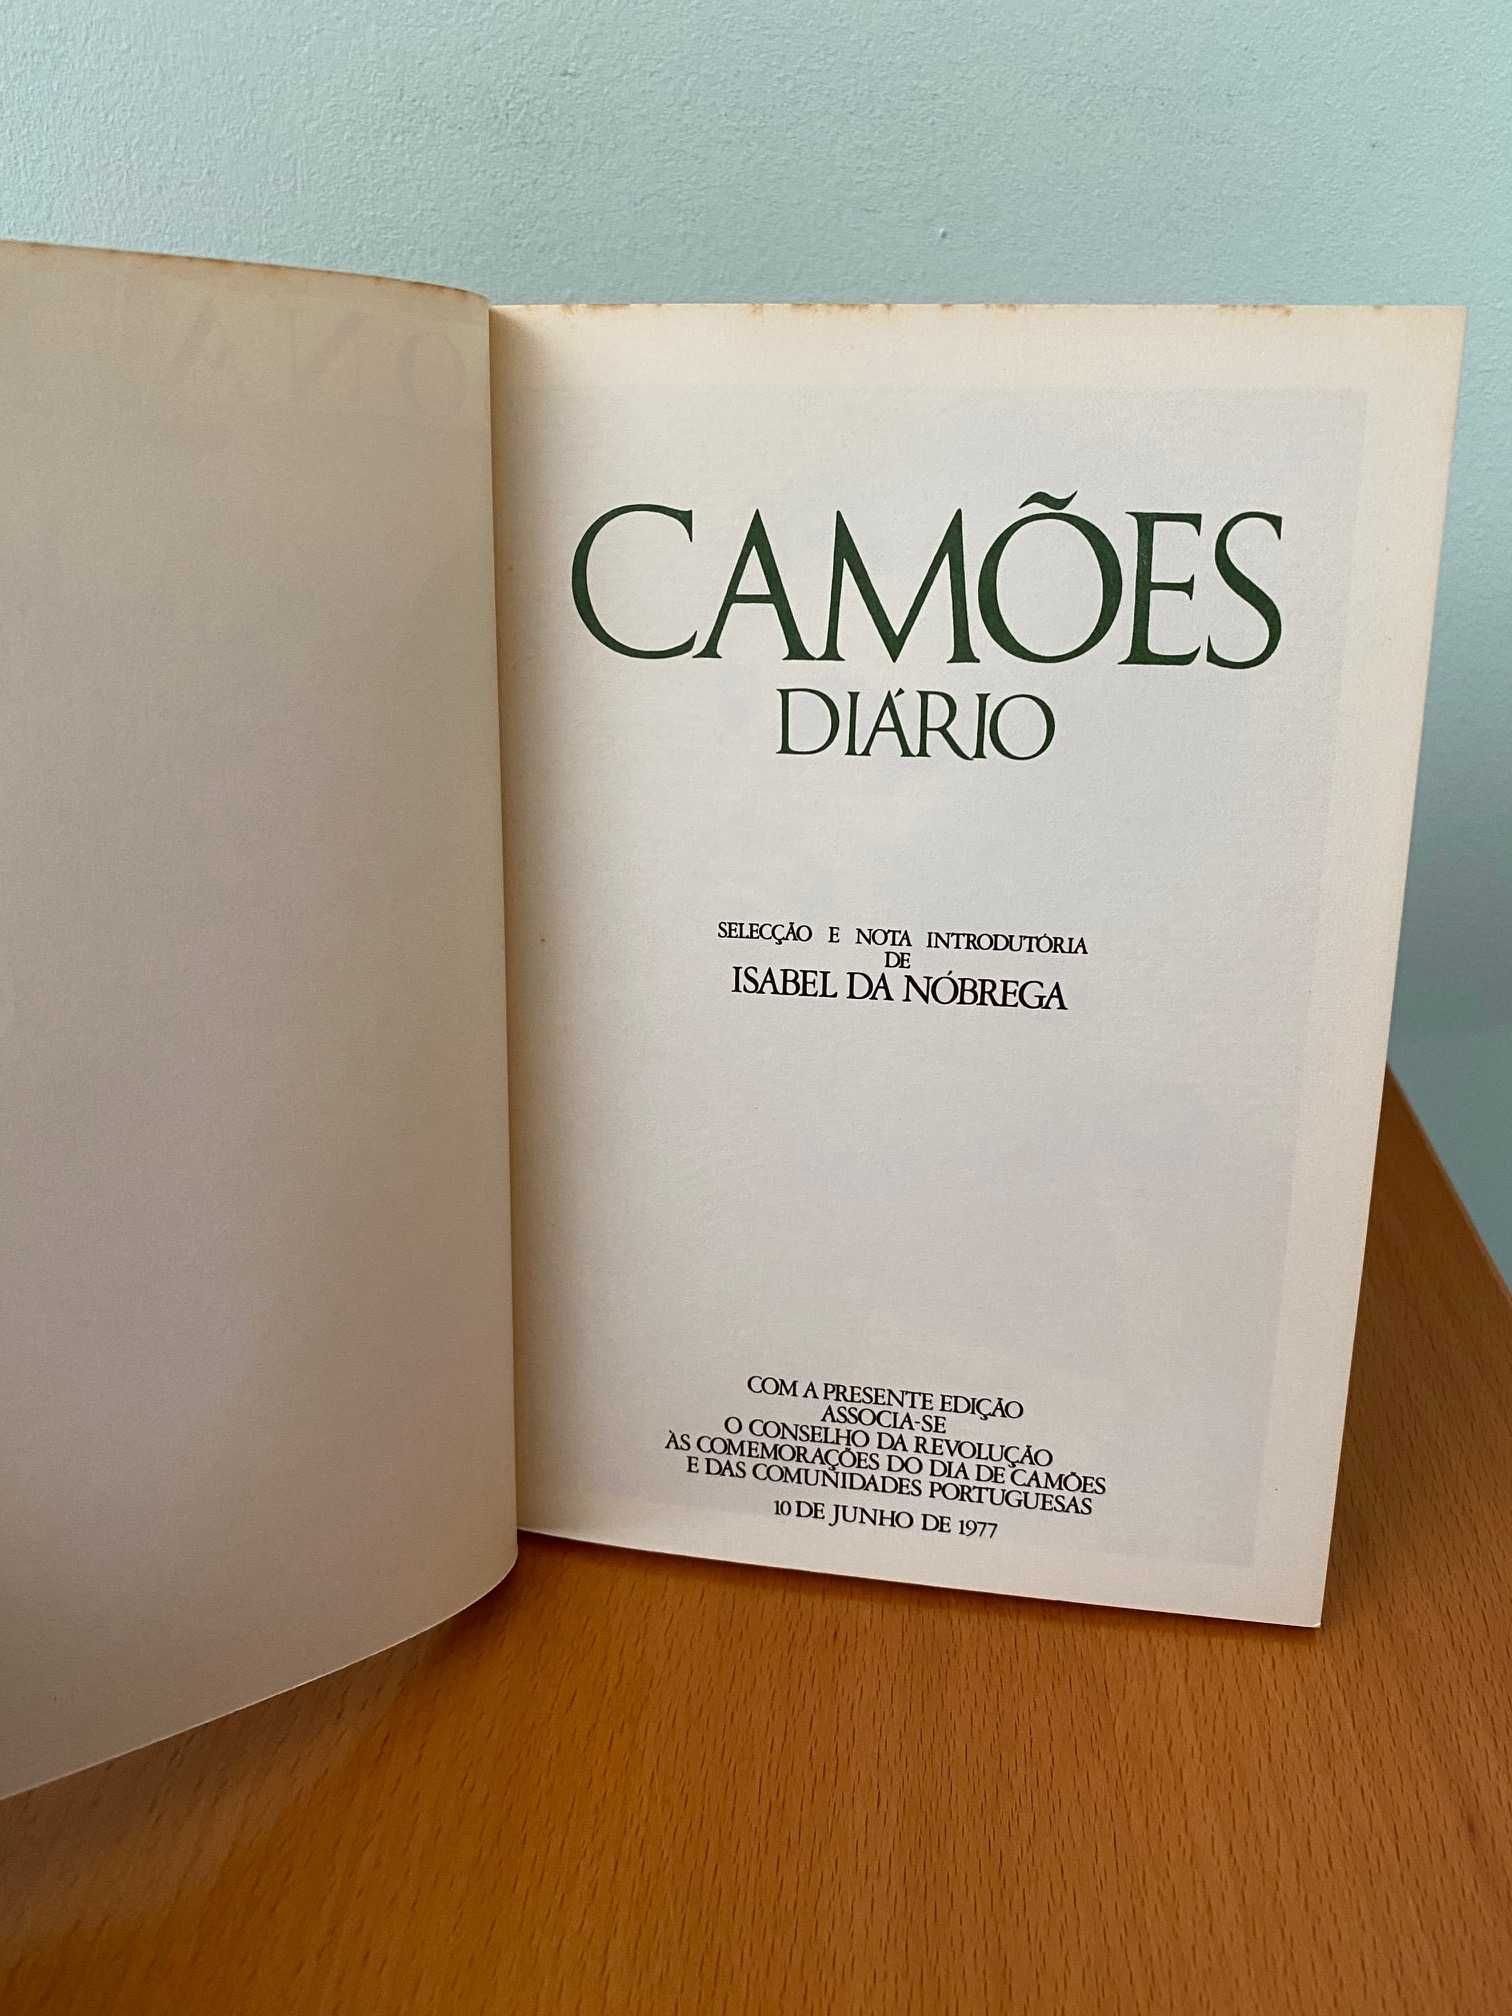 CAMÕES
DIÁRIO
SELECÇÃO E NOTA INTRODUTÓRIA
DE
ISABEL DA NÓBREGA
COM A PRESENTE EDIÇÃO
ASSOCIA-SE
O CONSELHO DA REVOLUÇÃO
ÀS COMEMORAÇÕES DO DIA DE CAMÕES
E DAS COMUNIDADES PORTUGUESAS
10 DE JUNHO DE 1977